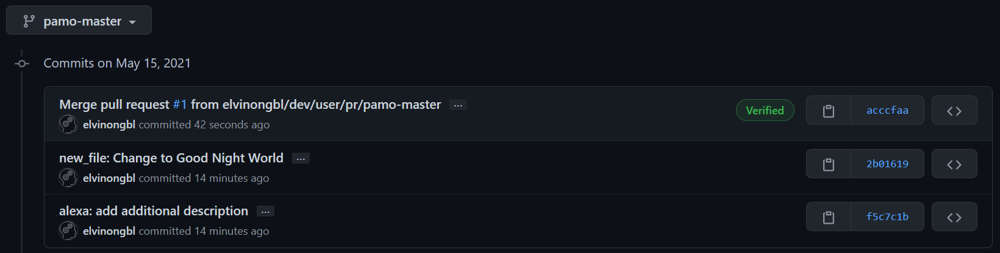 pamo-master
Commits on May 15, 2021
Merge pull request #1 from elvinongbl/dev/user/pr/pamo-master ...
Verified
acccfaa
elvinongbl committed 42 seconds ago
new_file: Change to Good Night World ...
2b01619
elvinongbl committed 14 minutes ago
alexa: add additional description ...
f5c7c1b
elvinongbl committed 14 minutes ago